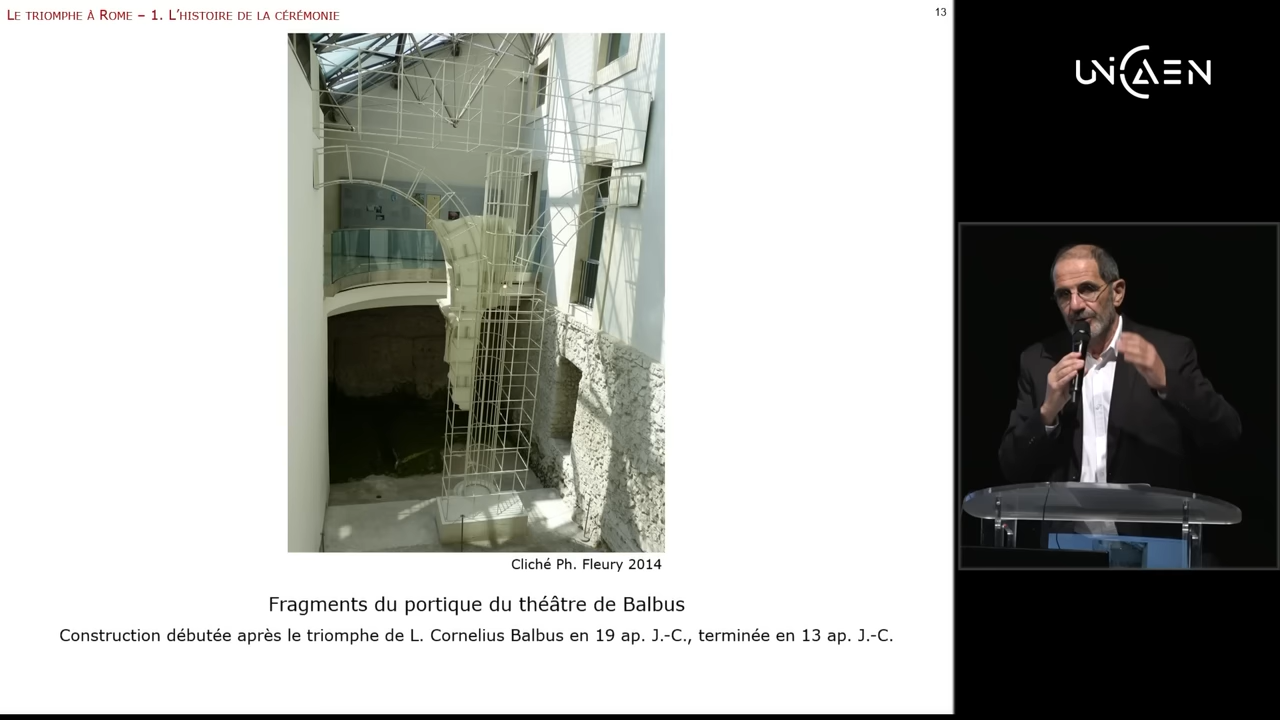 Le triomphe à Rome – 1. L'histoire de la cérémonie
13
UNICAEN
Cliché Ph. Fleury 2014
Fragments du portique du théâtre de Balbus
Construction débutée après le triomphe de L. Cornelius Balbus en 19 ap. J.-C., terminée en 13 ap. J.-C.